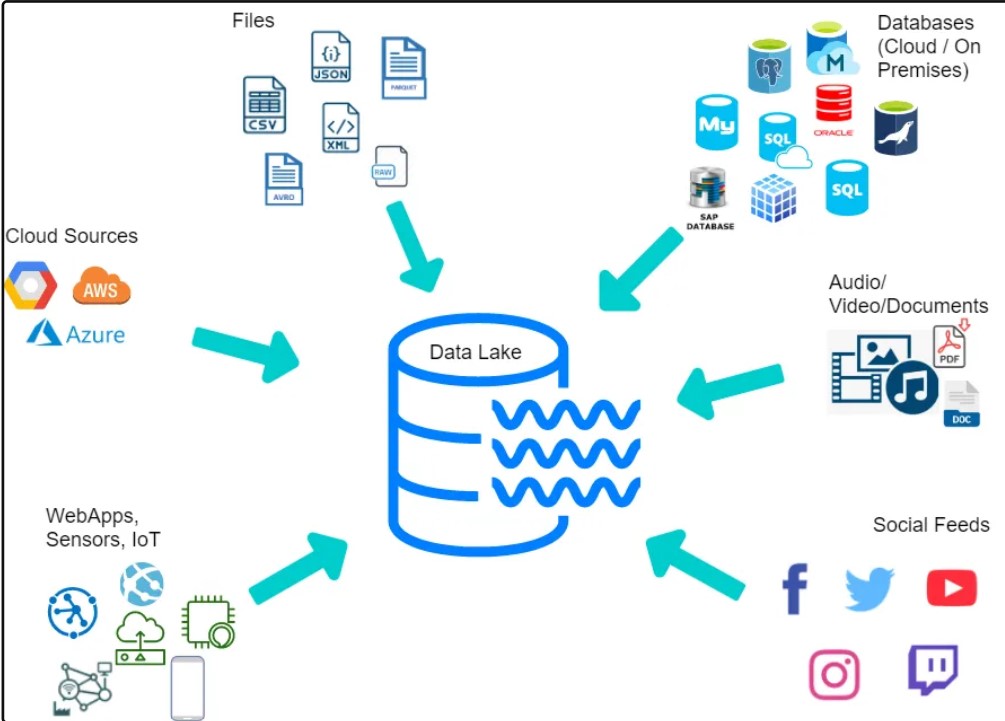 Files
Databases
(Cloud / On
Premises)
{i}
JSON
PARQUET
CSV
</>
XML
AVRO
RAW
M
My
SQL
ORACLE
SQL
SAP
DATABASE
Cloud Sources
AWS
Azure
Audio/
Video/Documents
PDF
DOC
Data Lake
WebApps,
Sensors, IoT
Social Feeds
f